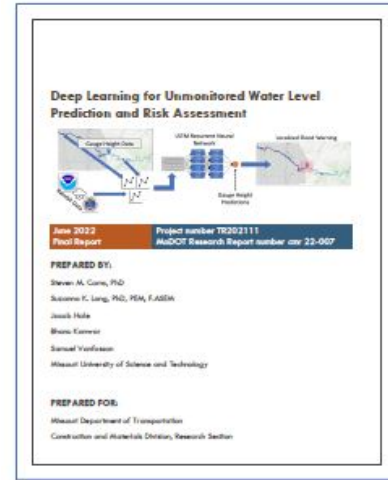 Deep Learning for Unmonitored Water Level
Prediction and Risk Assessment
Gauge Height Data
LSTM Recurrent Neural
Network
Localized Flood Warning
Rainfall Data
Gauge Height
Predictions
June 2022
Final Report
Project number TR202111
MoDOT Research Report number cmr 22-007
PREPARED BY:
Steven M. Corns, PhD
Suzanna K. Long, PhD, PEM, F.ASEM
Jacob Hale
Bhanu Kanwar
Samuel Vanfossan
Missouri University of Science and Technology
PREPARED FOR:
Missouri Department of Transportation
Construction and Materials Division, Research Section